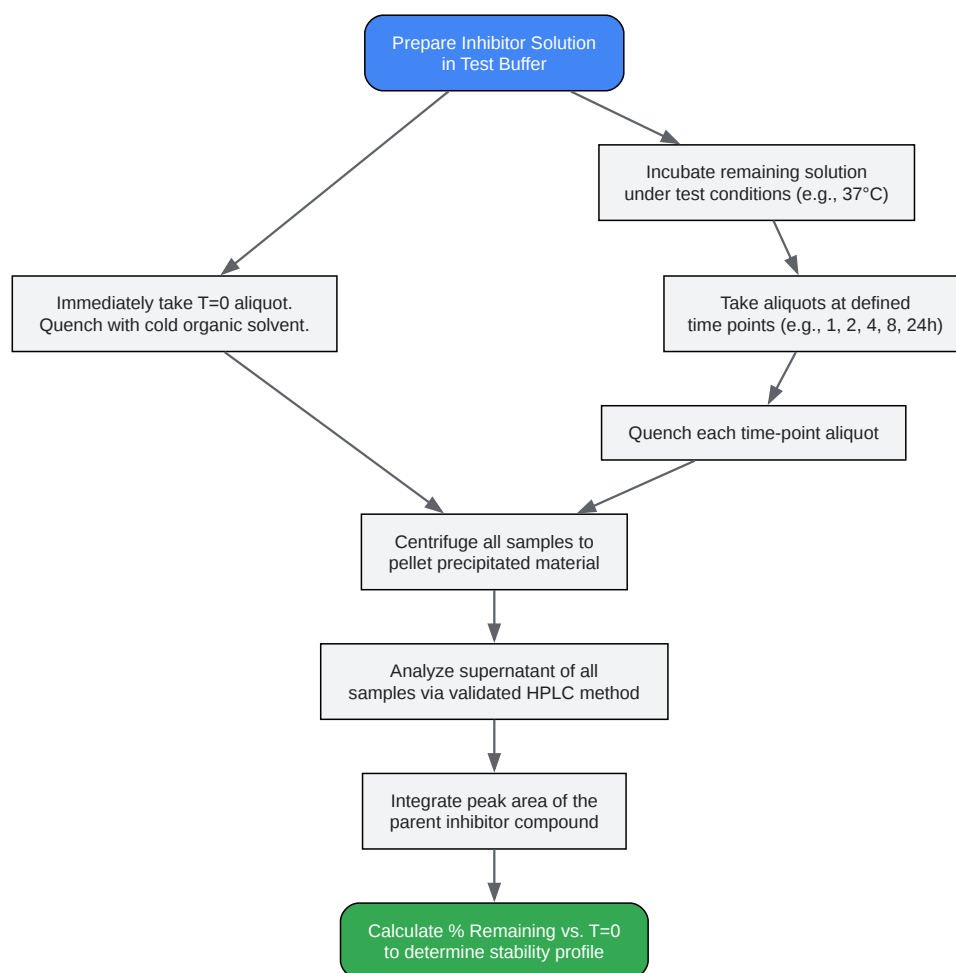 Prepare Inhibitor Solution
in Test Buffer
Incubate remaining solution
under test conditions (e.g., 37°C)
Immediately take T=0 aliquot.
Quench with cold organic solvent.
Take aliquots at defined
time points (e.g., 1, 2, 4, 8, 24h)
Quench each time-point aliquot
Centrifuge all samples to
pellet precipitated material
Analyze supernatant of all
samples via validated HPLC method
Integrate peak area of the
parent inhibitor compound
Calculate % Remaining vs. T=0
to determine stability profile